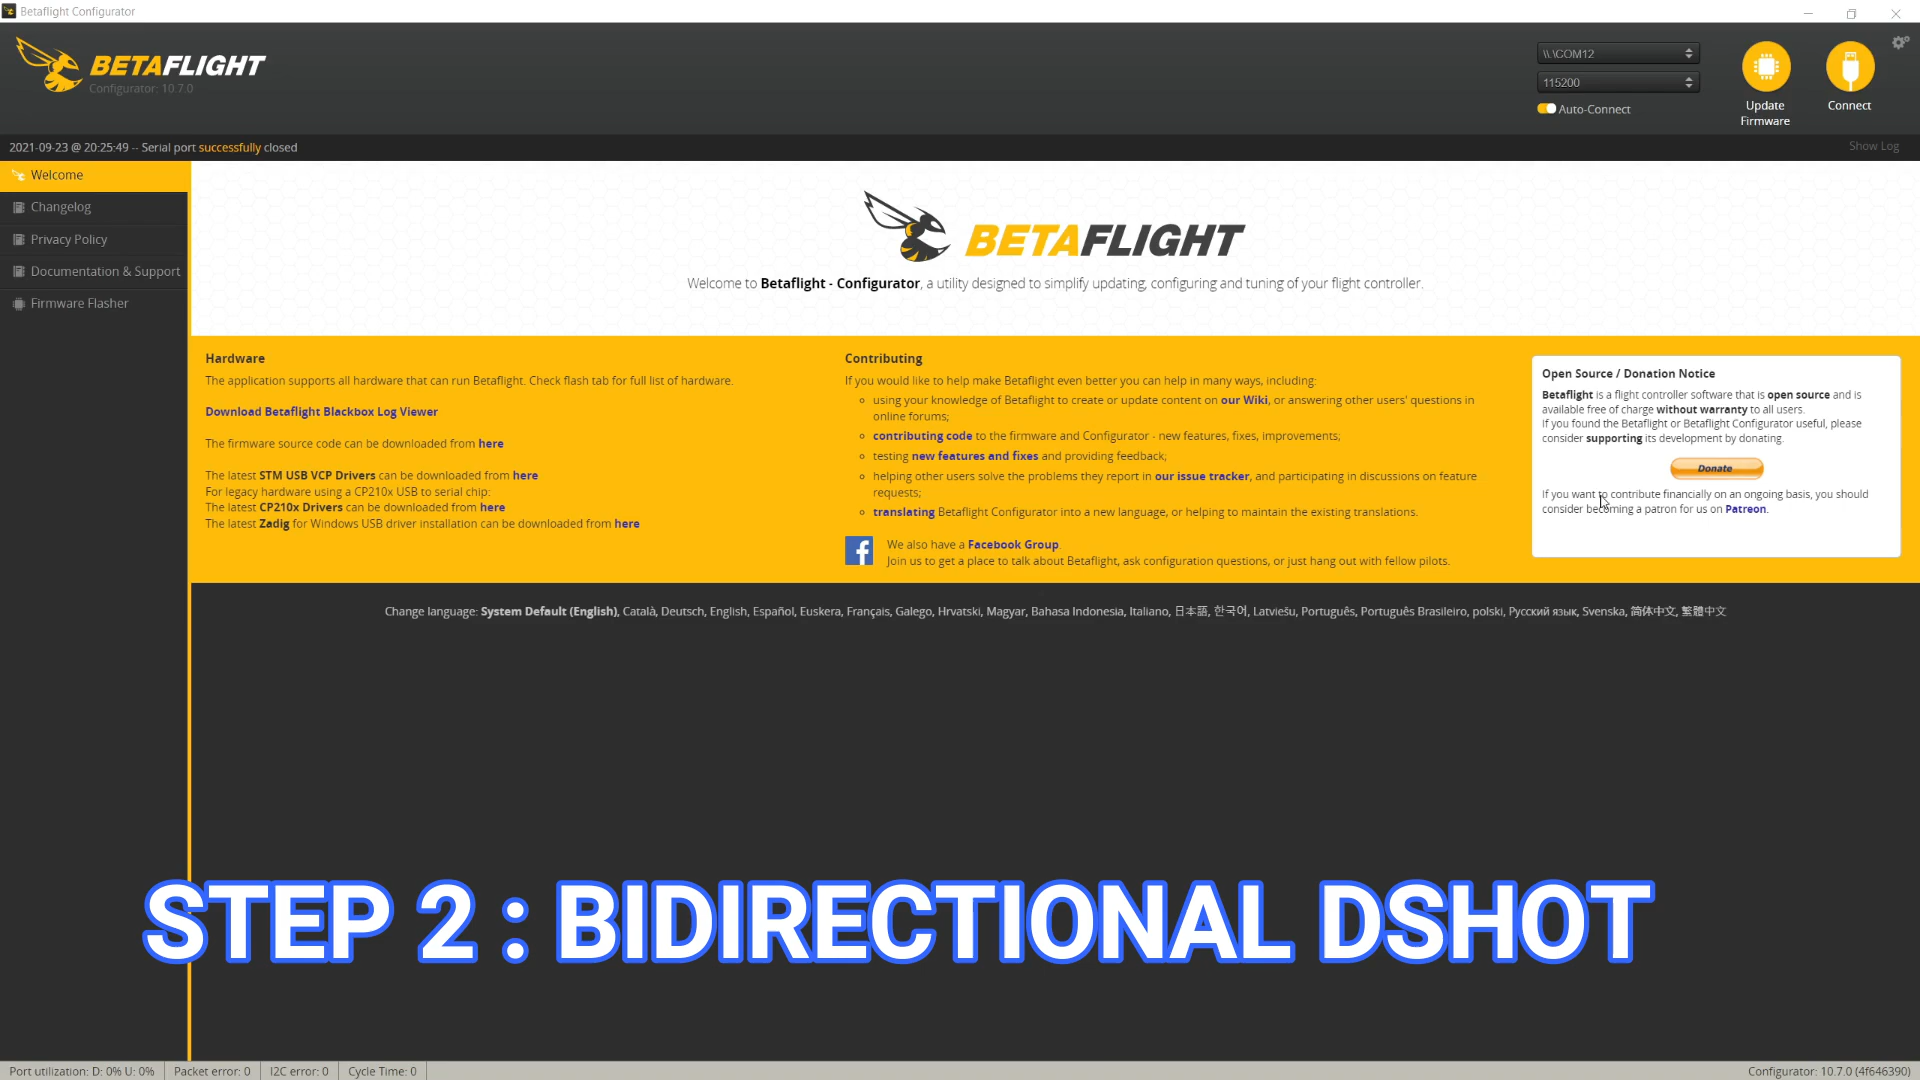 Betaflight Configurator
BETAFLIGHT
Configurator: 10.7.0
\\.\COM12
115200
Auto-Connect
Update
Firmware
Connect
2021-09-23 @ 20:25:49 -- Serial port successfully closed
Show Log
Welcome
Changelog
Privacy Policy
Documentation & Support
Firmware Flasher
BETAFLIGHT
Welcome to Betaflight - Configurator, a utility designed to simplify updating, configuring and tuning of your flight controller.
Hardware
The application supports all hardware that can run Betaflight. Check flash tab for full list of hardware.
Download Betaflight Blackbox Log Viewer
The firmware source code can be downloaded from here
The latest STM USB VCP Drivers can be downloaded from here
For legacy hardware using a CP210x USB to serial chip:
The latest CP210x Drivers can be downloaded from here
The latest Zadig for Windows USB driver installation can be downloaded from here
Contributing
If you would like to help make Betaflight even better you can help in many ways, including:
using your knowledge of Betaflight to create or update content on our Wiki, or answering other users' questions in
online forums;
contributing code to the firmware and Configurator - new features, fixes, improvements;
testing new features and fixes and providing feedback;
helping other users solve the problems they report in our issue tracker, and participating in discussions on feature
requests;
translating Betaflight Configurator into a new language, or helping to maintain the existing translations.
We also have a Facebook Group.
Join us to get a place to talk about Betaflight, ask configuration questions, or just hang out with fellow pilots.
Open Source / Donation Notice
Betaflight is a flight controller software that is open source and is
available free of charge without warranty to all users.
If you found the Betaflight or Betaflight Configurator useful, please
consider supporting its development by donating.
Donate
If you want to contribute financially on an ongoing basis, you should
consider becoming a patron for us on Patreon.
Change language: System Default (English), Català, Deutsch, English, Español, Euskera, Français, Galego, Hrvatski, Magyar, Bahasa Indonesia, Italiano, 日本語, 한국어, Latviešu, Português, Português Brasileiro, polski, Русский язык, Svenska, 简体中文, 繁體中文
STEP 2 : BIDIRECTIONAL DSHOT
Port utilization: D: 0% U: 0%
Packet error: 0
I2C error: 0
Cycle Time: 0
Configurator: 10.7.0 (4f646390)